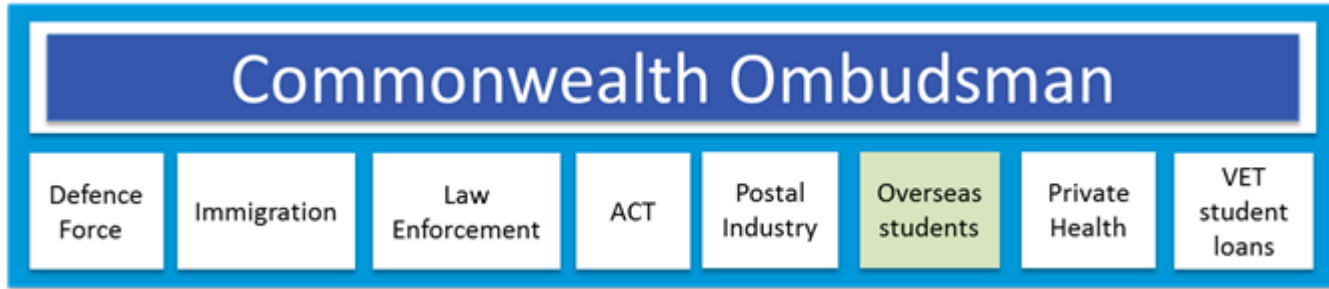 Commonwealth Ombudsman
Defence
Force
Immigration
Law
Enforcement
ACT
Postal
Industry
Overseas
students
Private
Health
VET
student
loans